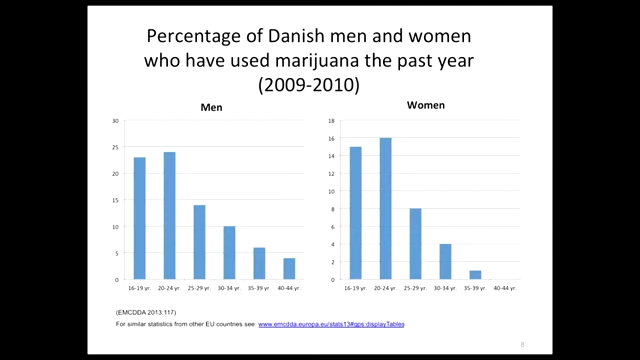 Percentage of Danish men and women
who have used marijuana the past year
(2009-2010)
Men
30
25
20
15
10
5
0
16-19 yr.
20-24 yr.
25-29 yr.
30-34 yr.
35-39 yr.
40-44 yr.
Women
18
16
14
12
10
8
6
4
2
0
16-19 yr.
20-24 yr.
25-29 yr.
30-34 yr.
35-39 yr.
40-44 yr.
(EMCDDA 2013:117)
For similar statistics from other EU countries see: www.emcdda.europa.eu/stats13#gps:displayTables
8